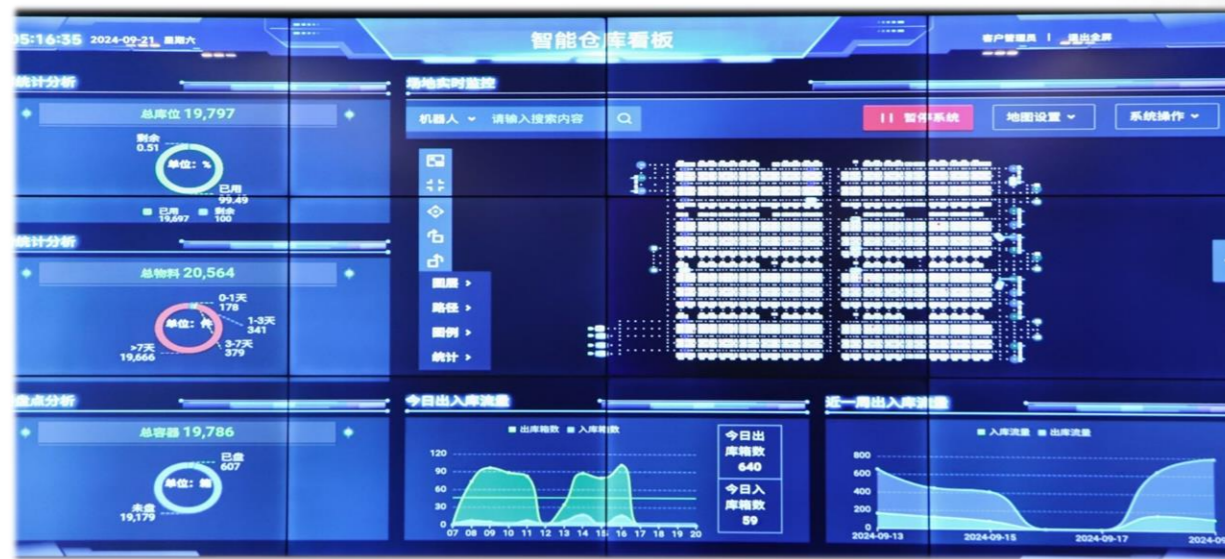 05:16:35 2024-09-21 星期六
智能仓库看板
客户管理员 | 退出全屏
统计分析
总库位 19,797
剩余
0.51
单位：%
已用
99.49
已用
19,697
剩余
100
统计分析
总物料 20,564
0-1天
178
1-3天
341
3-7天
379
单位：件
>7天
19,666
盘点分析
总容器 19,786
已盘
607
单位：箱
未盘
19,179
场地实时监控
机器人 请输入搜索内容
暂停系统
地图设置
系统操作
图层 >
路径 >
图例 >
统计 >
今日出入库流量
出库箱数 入库箱数
120
90
60
30
0
07 08 09 10 11 12 13 14 15 16 17 18 19 20
今日出
库箱数
640
今日入
库箱数
59
近一周出入库流量
入库流量 出库流量
800
600
400
200
0
2024-09-13 2024-09-15 2024-09-17